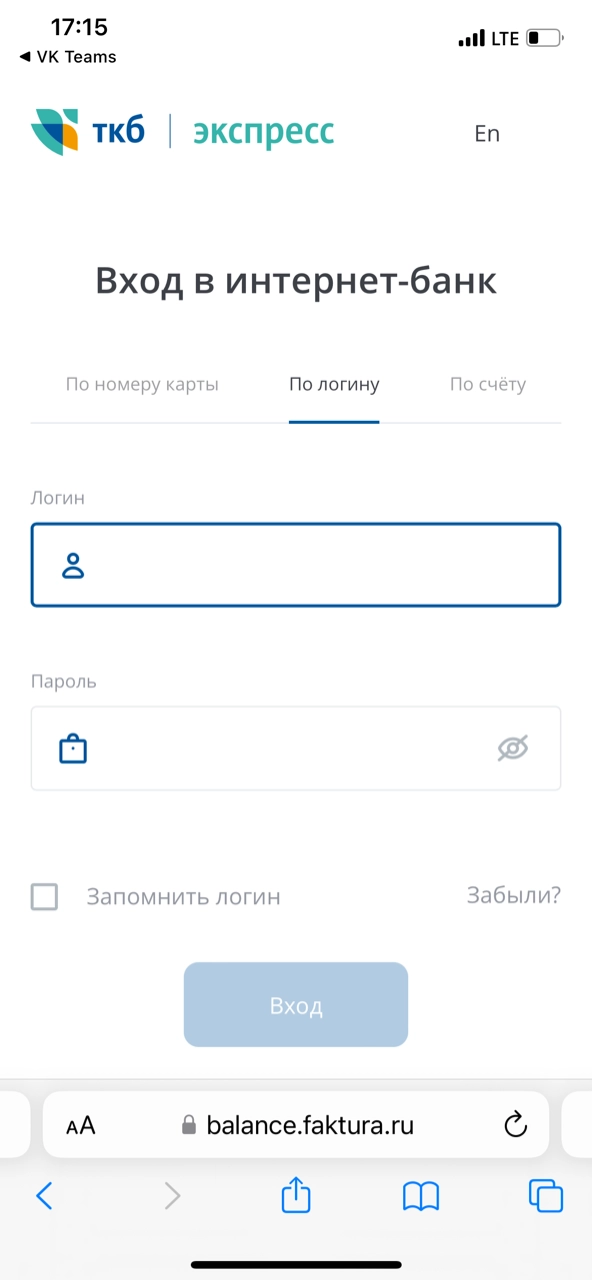 17:15
LTE
◀ VK Teams
ткб | экспресс
En
Вход в интернет-банк
По номеру карты По логину По счёту
Логин
Пароль
Запомнить логин Забыли?
Вход
AA balance.faktura.ru